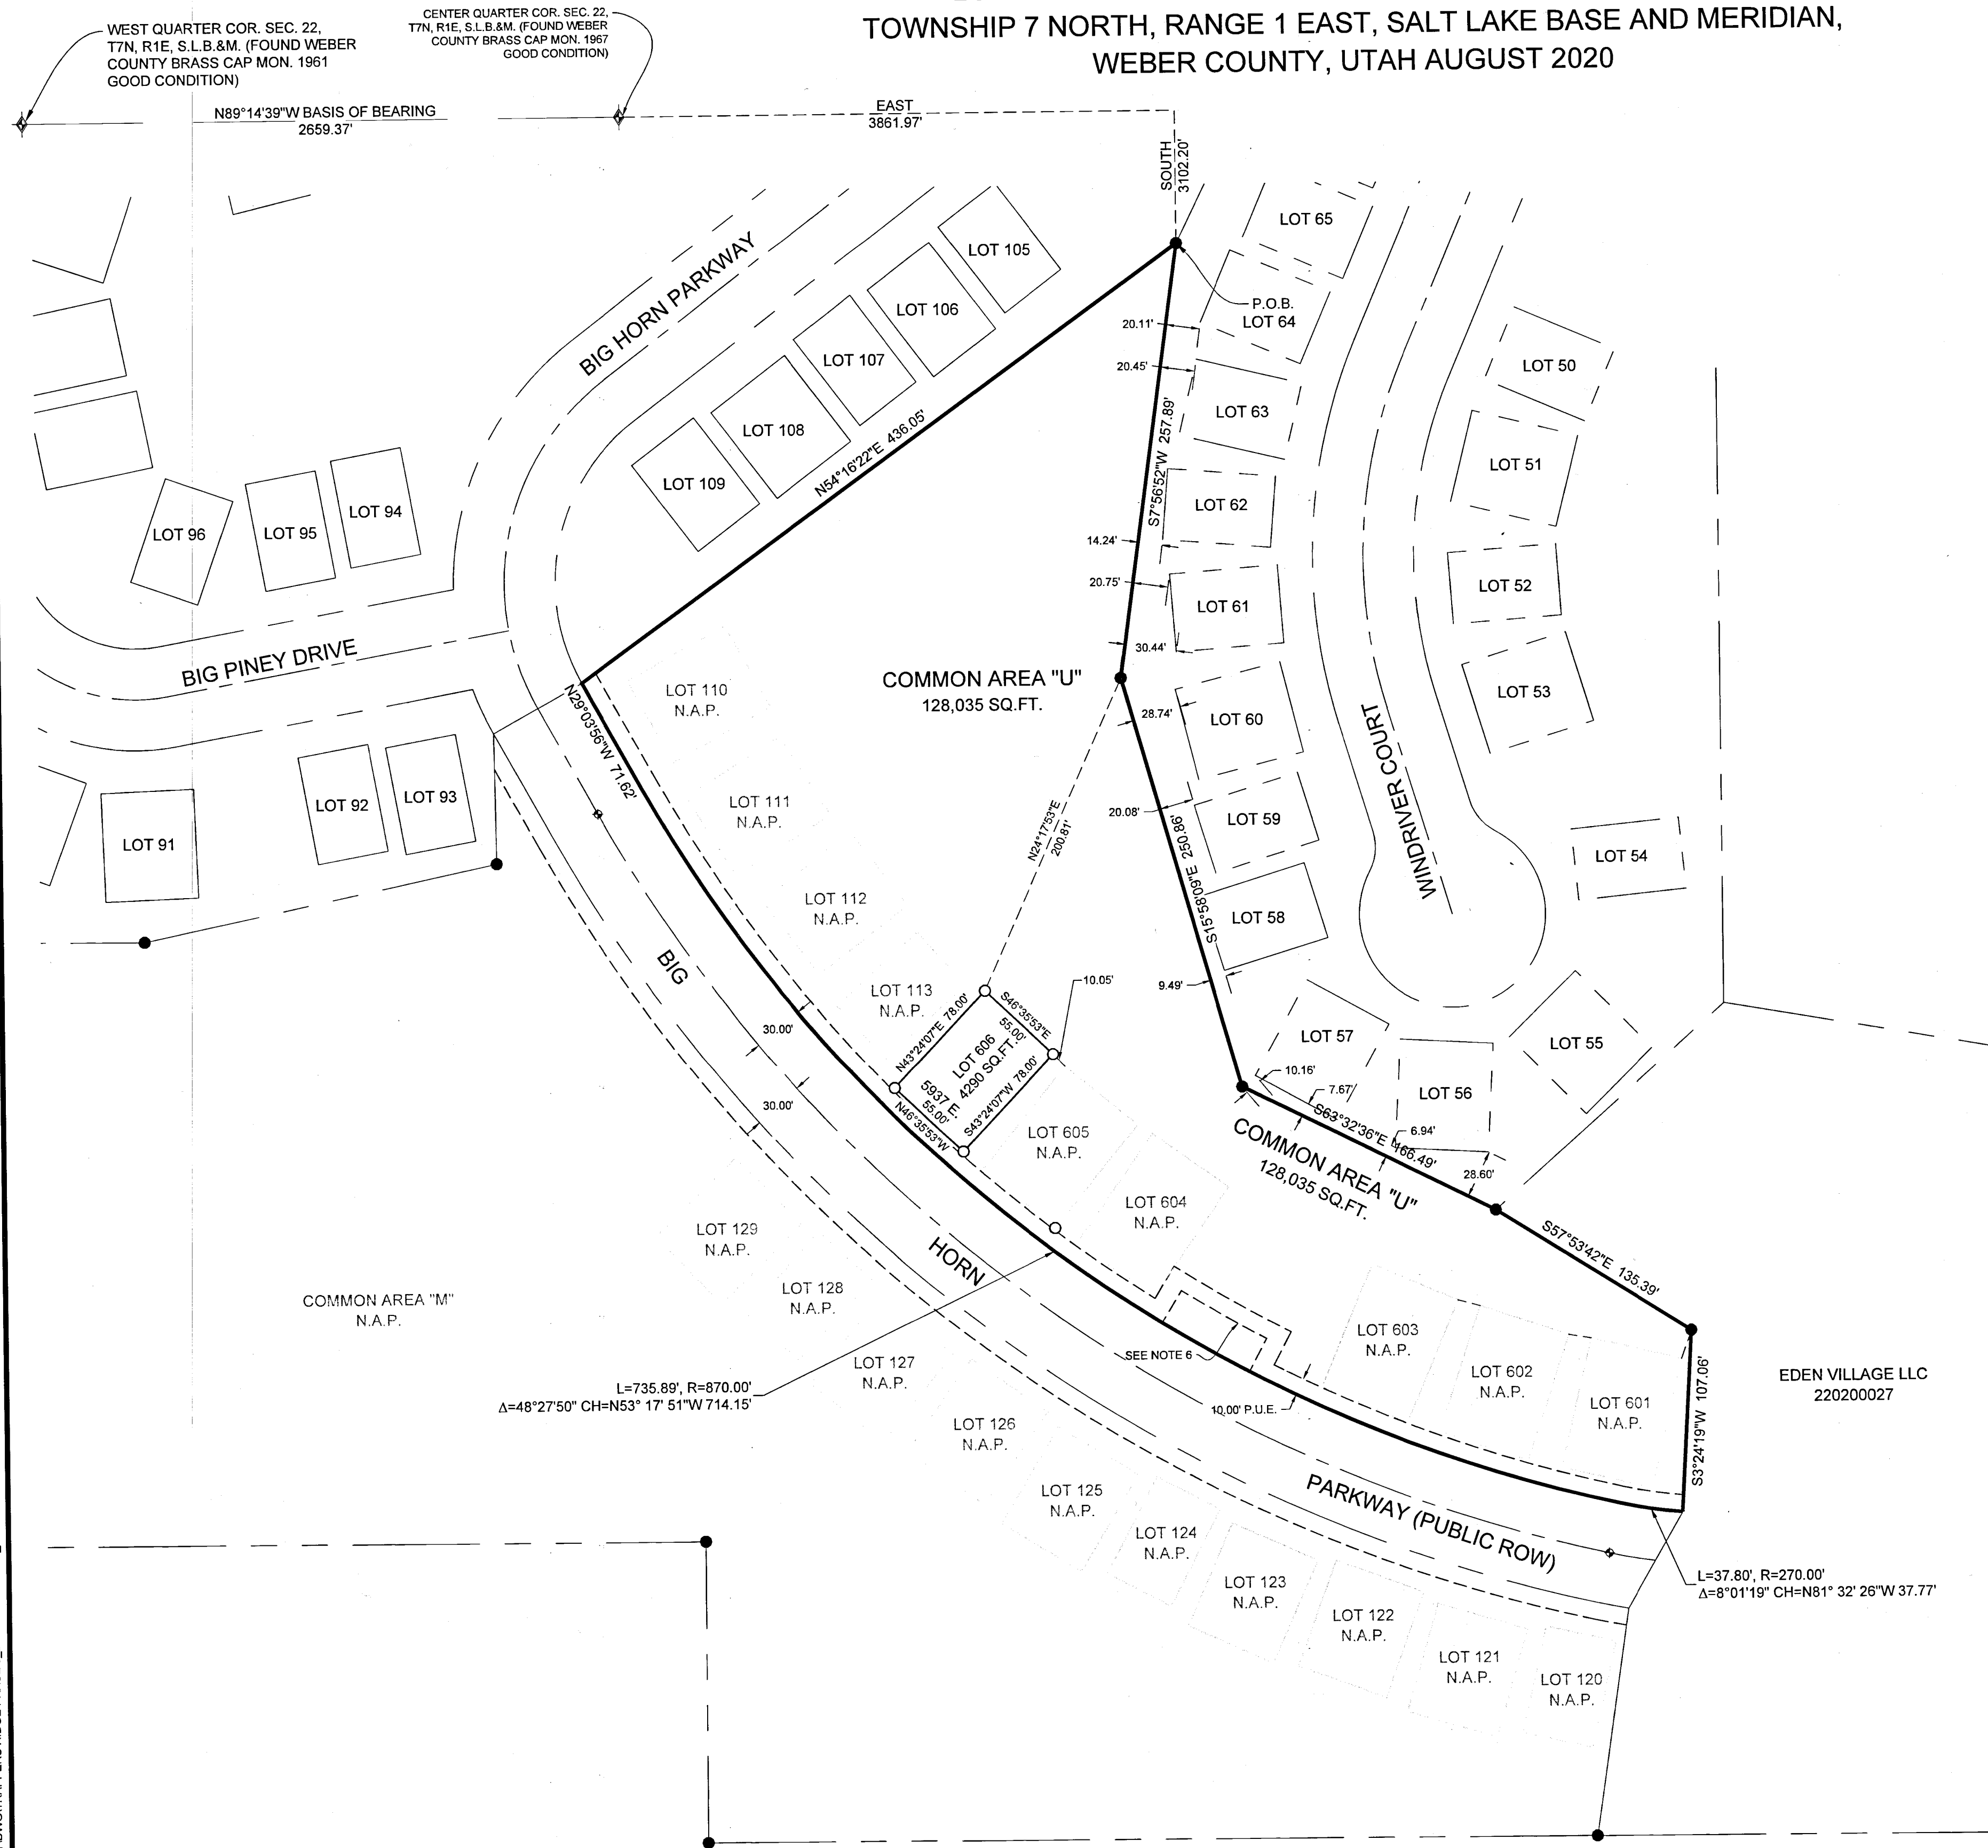 TOWNSHIP 7 NORTH, RANGE 1 EAST, SALT LAKE BASE AND MERIDIAN,
WEBER COUNTY, UTAH AUGUST 2020
WEST QUARTER COR. SEC. 22,
T7N, R1E, S.L.B.&M. (FOUND WEBER
COUNTY BRASS CAP MON. 1961
GOOD CONDITION)
CENTER QUARTER COR. SEC. 22,
T7N, R1E, S.L.B.&M. (FOUND WEBER
COUNTY BRASS CAP MON. 1967
GOOD CONDITION)
N89°14'39"W BASIS OF BEARING
2659.37'
EAST
3861.97'
SOUTH
3102.20'
LOT 65
LOT 105
BIG HORN PARKWAY
P.O.B.
LOT 64
LOT 106
20.11'
LOT 107
20.45'
LOT 50
LOT 63
S7°56'52"W 257.89'
LOT 108
N54°16'22"E 436.05'
LOT 51
LOT 109
LOT 62
LOT 94
LOT 95
LOT 96
14.24'
20.75'
LOT 61
LOT 52
30.44'
BIG PINEY DRIVE
COMMON AREA "U"
128,035 SQ.FT.
LOT 110
N.A.P.
N29°03'56"W 71.62'
28.74'
LOT 60
LOT 53
WINDRIVER COURT
LOT 111
N.A.P.
LOT 92
LOT 93
LOT 91
20.08'
LOT 59
N24°17'53"E
200.81'
S15°58'09"E 250.86'
LOT 54
LOT 112
N.A.P.
LOT 58
BIG
LOT 113
N.A.P.
10.05'
9.49'
30.00'
30.00'
N43°24'07"E 78.00'
S46°35'53"E
55.00'
LOT 606
4290 SQ.FT.
5937 E.
55.00'
N46°35'53"W
S43°24'07"W 78.00'
LOT 57
LOT 55
10.16'
7.67'
LOT 56
S63°32'36"E 166.49'
6.94'
28.60'
COMMON AREA "U"
128,035 SQ.FT.
LOT 605
N.A.P.
LOT 604
N.A.P.
S57°53'42"E 135.39'
LOT 129
N.A.P.
HORN
LOT 128
N.A.P.
COMMON AREA "M"
N.A.P.
LOT 603
N.A.P.
SEE NOTE 6
LOT 602
N.A.P.
LOT 601
N.A.P.
S3°24'19"W 107.06'
EDEN VILLAGE LLC
220200027
LOT 127
N.A.P.
L=735.89', R=870.00'
Δ=48°27'50" CH=N53° 17' 51"W 714.15'
10.00' P.U.E.
LOT 126
N.A.P.
LOT 125
N.A.P.
PARKWAY (PUBLIC ROW)
LOT 124
N.A.P.
L=37.80', R=270.00'
Δ=8°01'19" CH=N81° 32' 26"W 37.77'
LOT 123
N.A.P.
LOT 122
N.A.P.
LOT 121
N.A.P.
LOT 120
N.A.P.